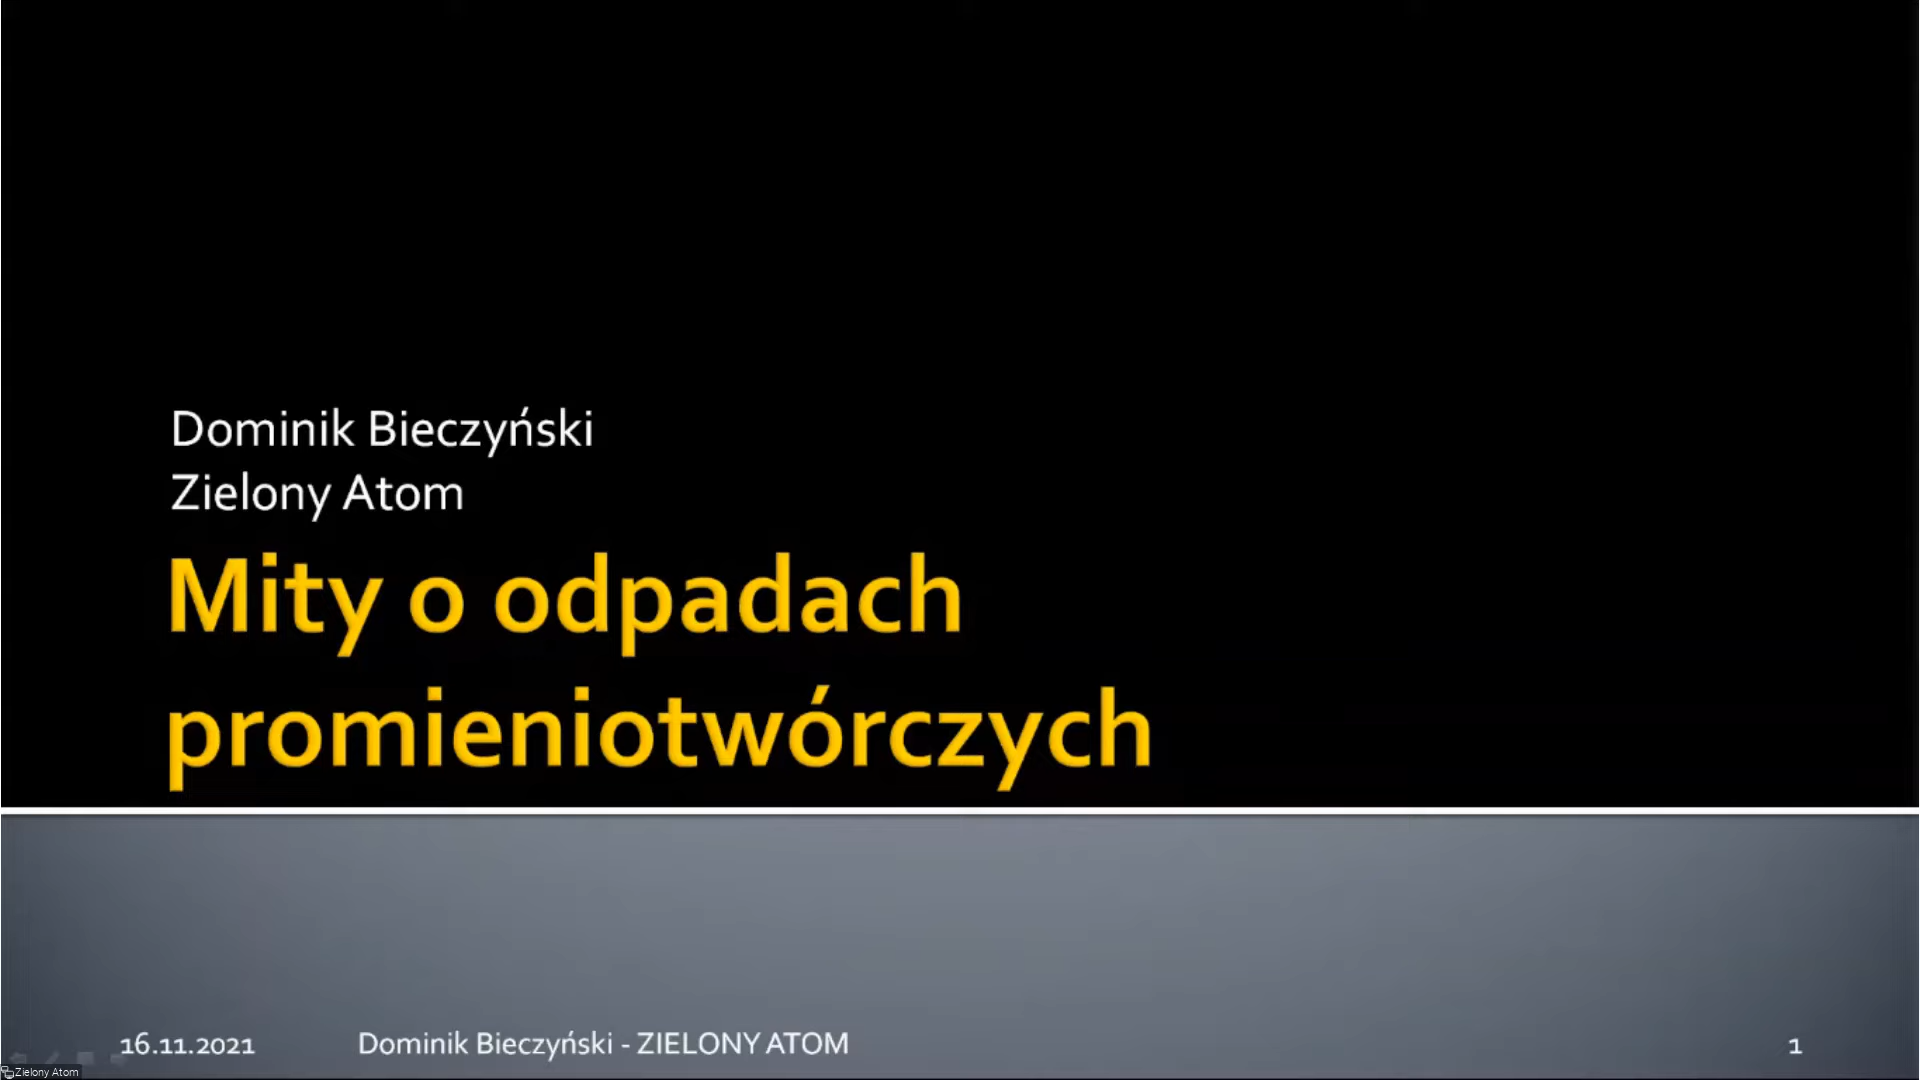 Dominik Bieczyński
Zielony Atom
Mity o odpadach
promieniotwórczych
16.11.2021
Dominik Bieczyński - ZIELONY ATOM
1
Zielony Atom